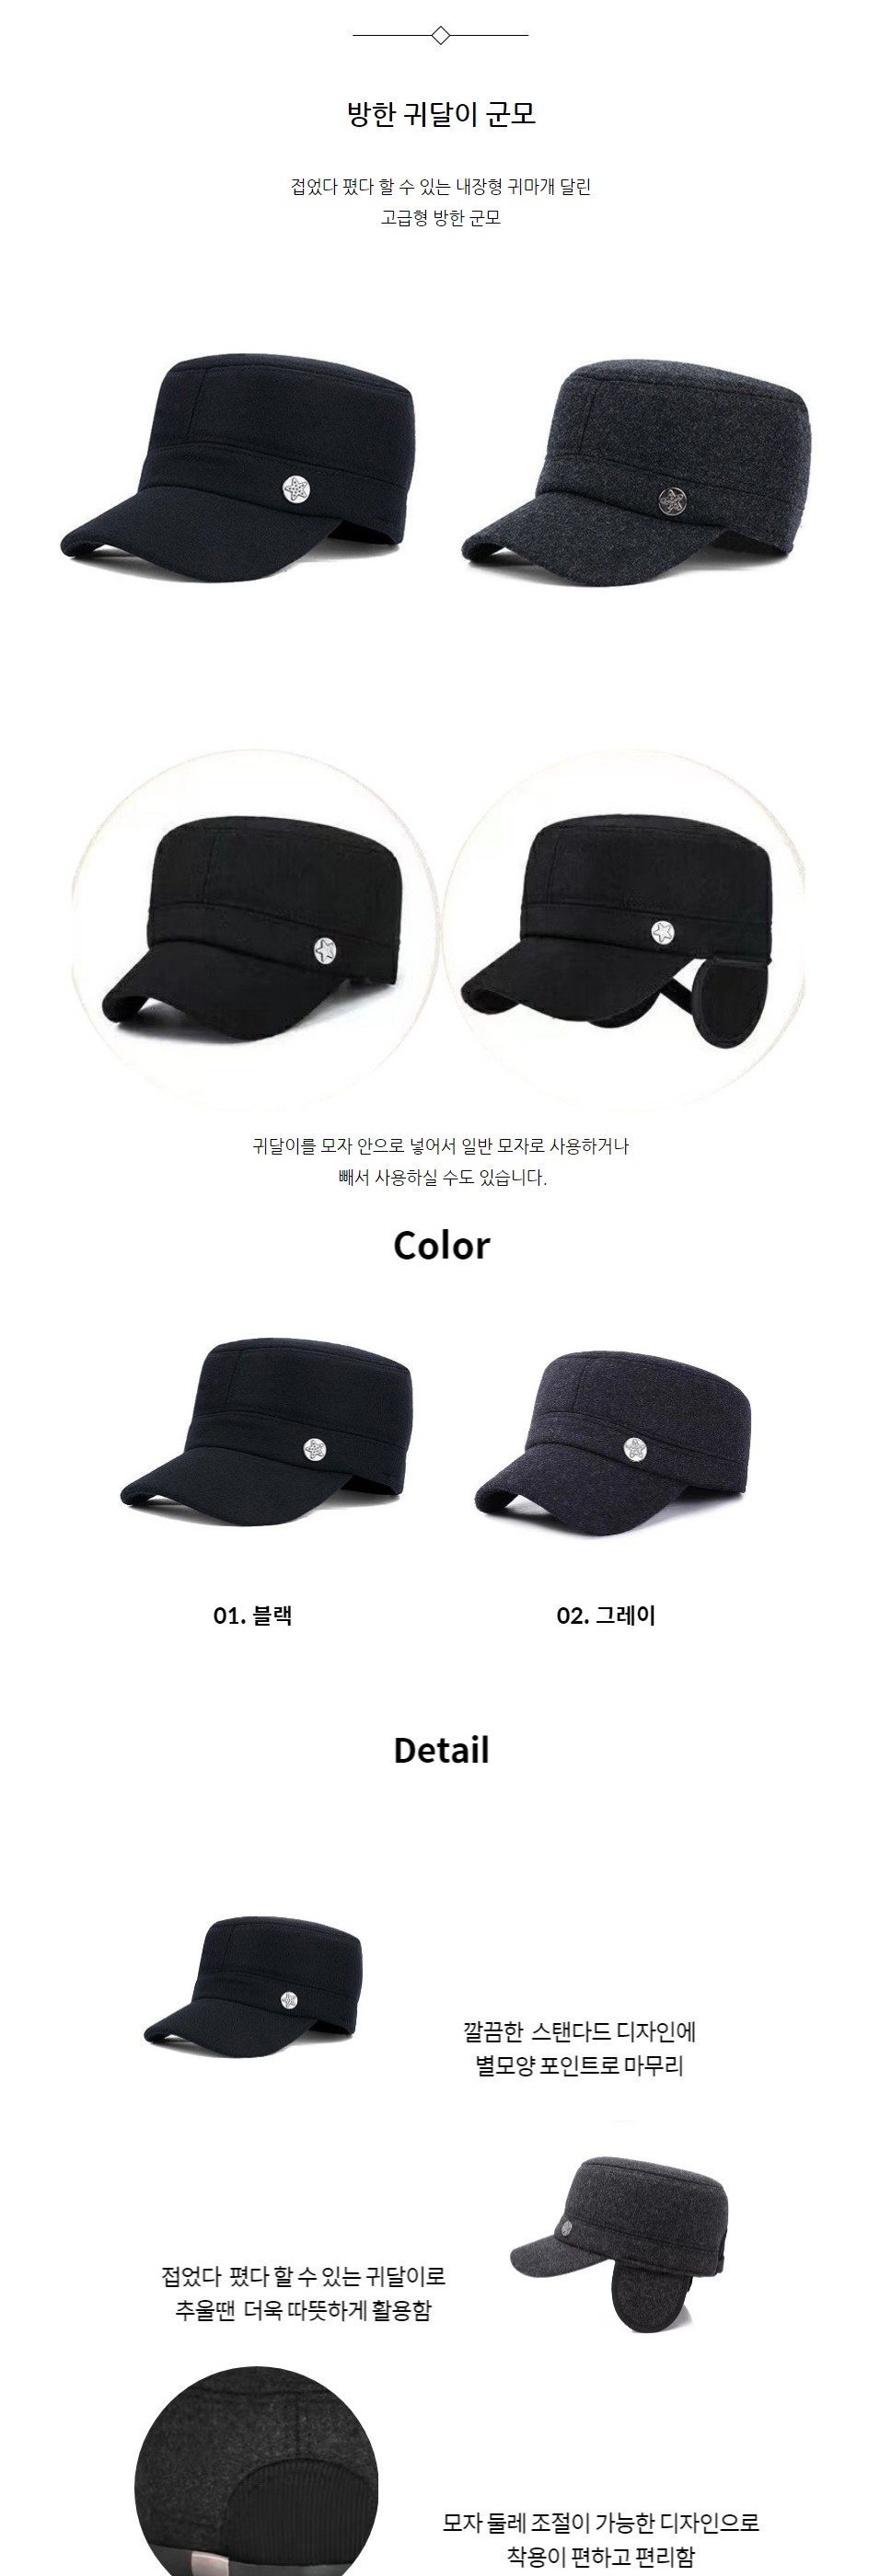 방한 귀달이 군모
접었다 폈다 할 수 있는 내장형 귀마개 달린
고급형 방한 군모
귀달이를 모자 안으로 넣어서 일반 모자로 사용하거나
빼서 사용하실 수도 있습니다.
Color
01. 블랙
02. 그레이
Detail
깔끔한 스탠다드 디자인에
별모양 포인트로 마무리
접었다 폈다 할 수 있는 귀달이로
추울땐 더욱 따뜻하게 활용함
모자 둘레 조절이 가능한 디자인으로
착용이 편하고 편리함